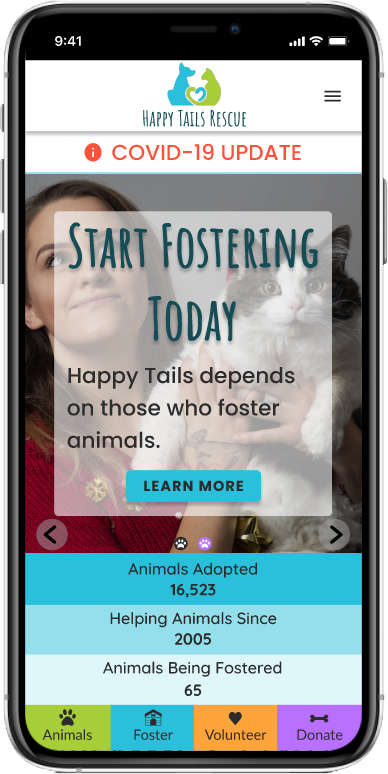 9:41
HAPPY TAILS RESCUE
COVID-19 UPDATE
START FOSTERING
TODAY
Happy Tails depends
on those who foster
animals.
LEARN MORE
Animals Adopted
16,523
Helping Animals Since
2005
Animals Being Fostered
65
Animals Foster Volunteer Donate